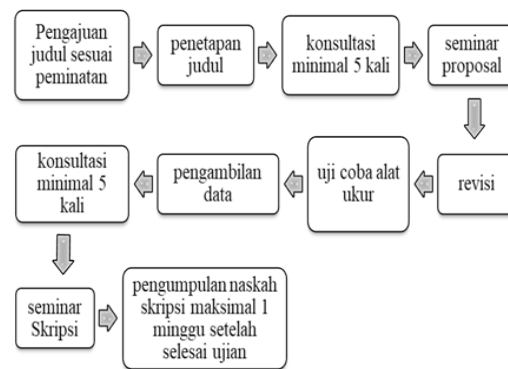 Pengajuan
judul sesuai
peminatan
penetapan
judul
konsultasi
minimal 5 kali
seminar
proposal
revisi
uji coba alat
ukur
pengambilan
data
konsultasi
minimal 5
kali
seminar
Skripsi
pengumpulan naskah
skripsi maksimal 1
minggu setelah
selesai ujian